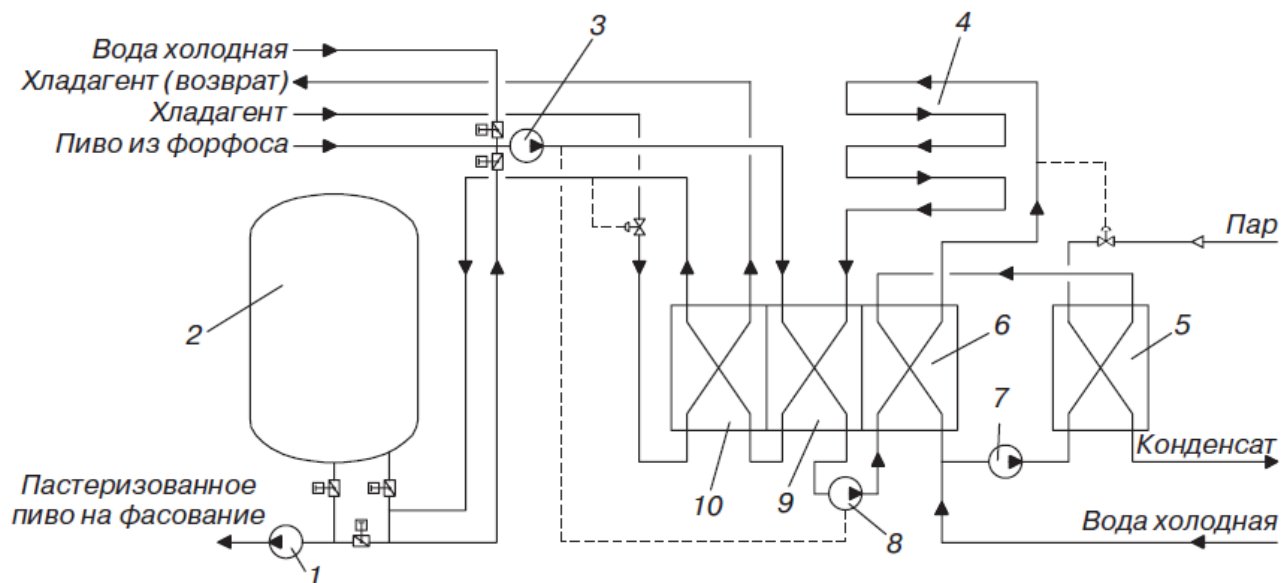 Вода холодная
Хладагент (возврат)
Хладагент
Пиво из форфоса
3
4
Пар
2
6
5
7
Конденсат
10
9
8
Пастеризованное
пиво на фасование
1
Вода холодная